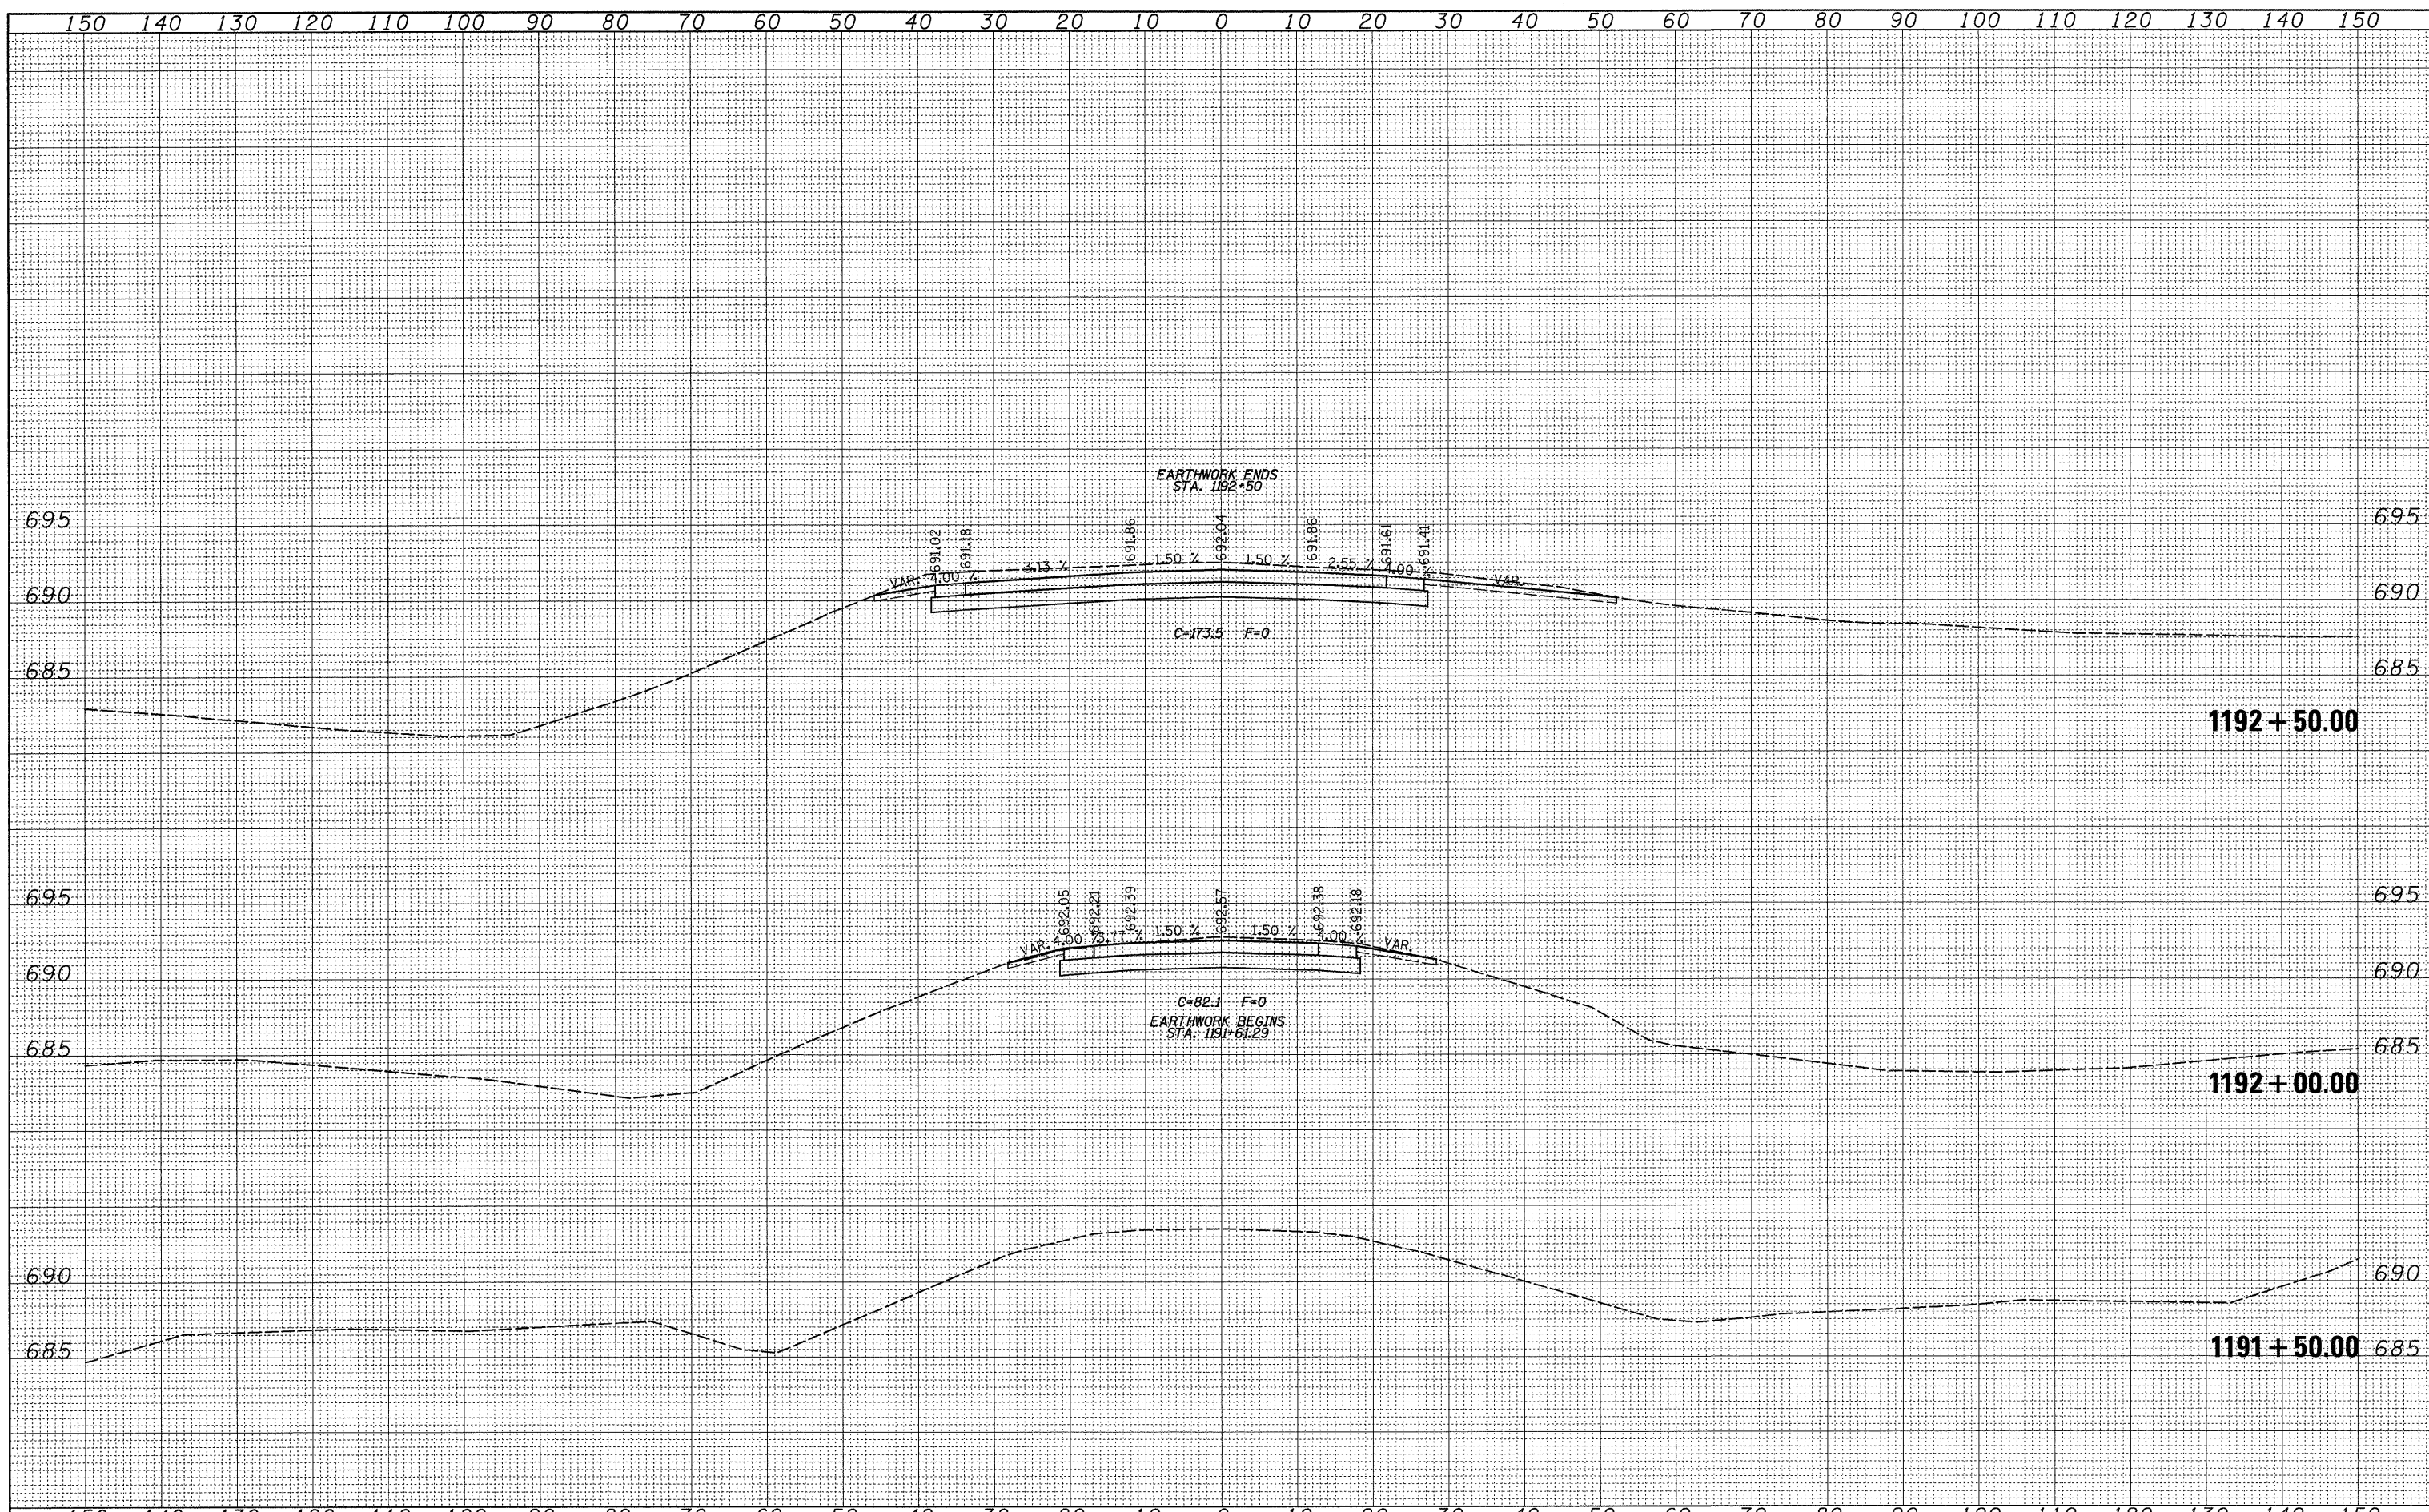 150 140 130 120 110 100 90 80 70 60 50 40 30 20 10 0 10 20 30 40 50 60 70 80 90 100 110 120 130 140 150
EARTHWORK ENDS
STA. 1192+50
695 695
691.02 691.18 691.86 692.04 691.86 691.61 691.41
VAR. 4.00 % 3.13 % 1.50 % 1.50 % 2.55 % 4.00 % VAR.
690 690
C=173.5 F=0
685 685
1192 + 50.00
695 695
692.05 692.21 692.39 692.57 692.38 692.18
VAR. 4.00 % 3.77 % 1.50 % 1.50 % 4.00 % VAR.
690 690
C=82.1 F=0
EARTHWORK BEGINS
STA. 1191+61.29
685 685
1192 + 00.00
690 690
685 1191 + 50.00 685